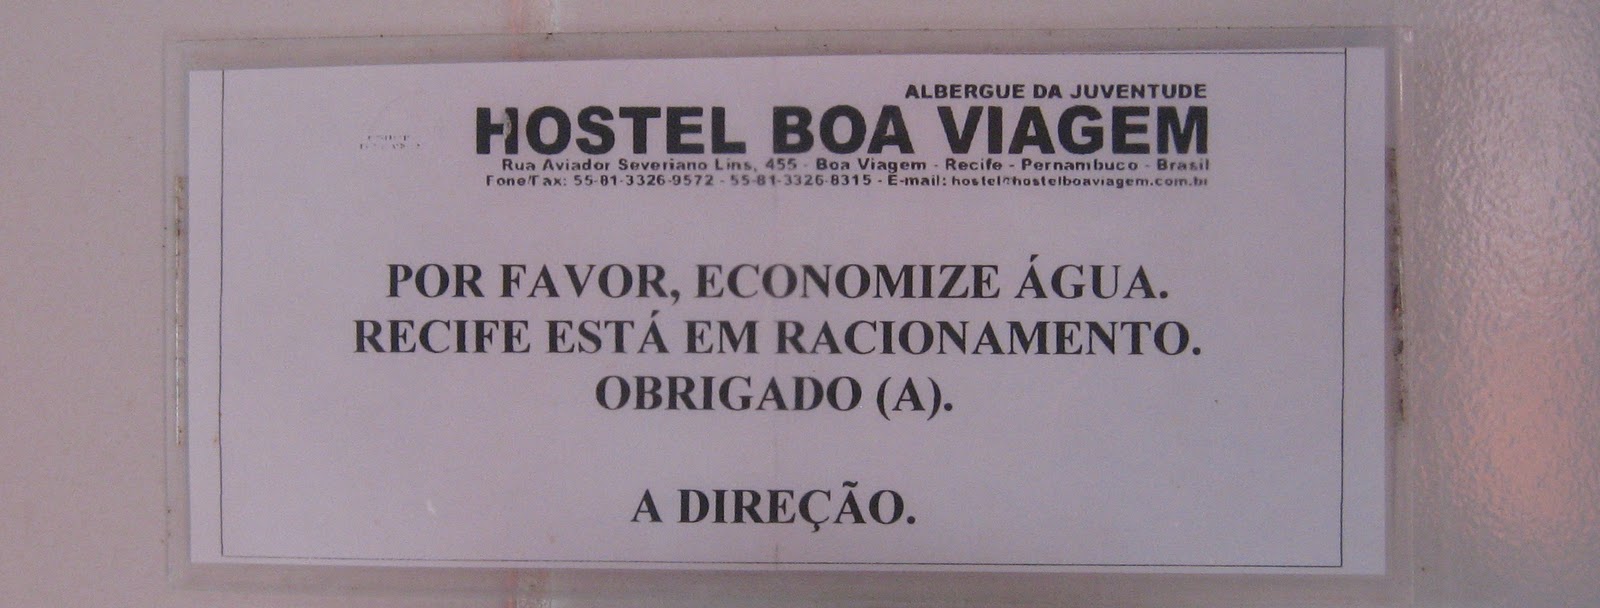 ALBERGUE DA JUVENTUDE
HOSTEL BOA VIAGEM
Rua Aviador Severiano Lins, 455 - Boa Viagem - Recife - Pernambuco - Brasil
Fone/Fax: 55-81-3326-9572 - 55-81-3326-8315 - E-mail: hostel@hostelboaviagem.com.br
POR FAVOR, ECONOMIZE ÁGUA.
RECIFE ESTÁ EM RACIONAMENTO.
OBRIGADO (A).
A DIREÇÃO.